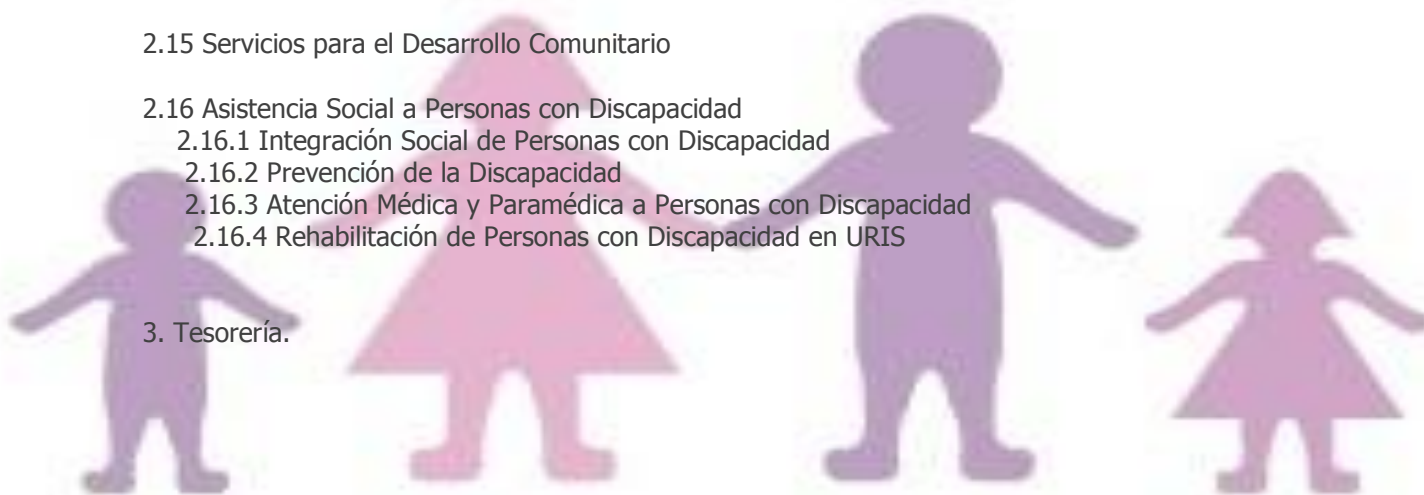 2.15 Servicios para el Desarrollo Comunitario
2.16 Asistencia Social a Personas con Discapacidad
2.16.1 Integración Social de Personas con Discapacidad
2.16.2 Prevención de la Discapacidad
2.16.3 Atención Médica y Paramédica a Personas con Discapacidad
2.16.4 Rehabilitación de Personas con Discapacidad en URIS
3. Tesorería.